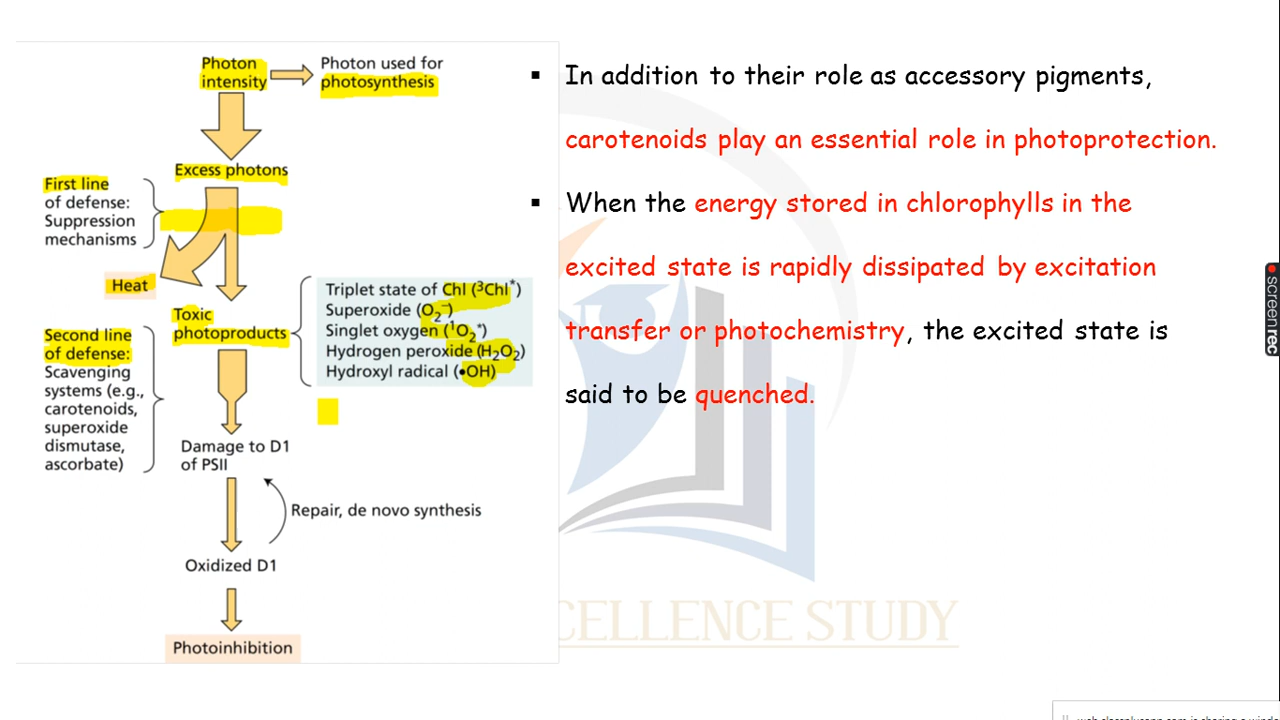 Photon intensity
Photon used for
photosynthesis
Excess photons
First line
of defense:
Suppression
mechanisms
Heat
Toxic
photoproducts
Triplet state of Chl (³Chl*)
Superoxide (O₂⁻)
Singlet oxygen (¹O₂*)
Hydrogen peroxide (H₂O₂)
Hydroxyl radical (•OH)
Second line
of defense:
Scavenging
systems (e.g.,
carotenoids,
superoxide
dismutase,
ascorbate)
Damage to D1
of PSII
Repair, de novo synthesis
Oxidized D1
Photoinhibition
▪ In addition to their role as accessory pigments,
carotenoids play an essential role in photoprotection.
▪ When the energy stored in chlorophylls in the
excited state is rapidly dissipated by excitation
transfer or photochemistry, the excited state is
said to be quenched.
CELLENCE STUDY
screenrec